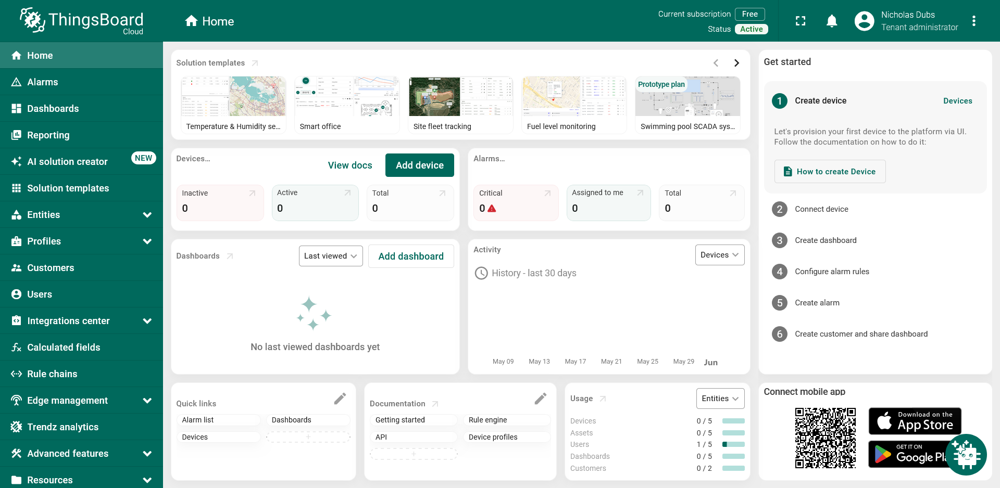 ThingsBoard
Cloud
Home
Current subscription Free
Status Active
Nicholas Dubs
Tenant administrator
Home
Alarms
Dashboards
Reporting
AI solution creator NEW
Solution templates
Entities
Profiles
Customers
Users
Integrations center
Calculated fields
Rule chains
Edge management
Trendz analytics
Advanced features
Resources
Solution templates
Prototype plan
Temperature & Humidity se...
Smart office
Site fleet tracking
Fuel level monitoring
Swimming pool SCADA sys...
Devices...
View docs
Add device
Inactive
0
Active
0
Total
0
Alarms...
Critical
0
Assigned to me
0
Total
0
Dashboards
Last viewed
Add dashboard
No last viewed dashboards yet
Activity
Devices
History - last 30 days
May 09 May 13 May 17 May 21 May 25 May 29 Jun
Quick links
Alarm list
Dashboards
Devices
Documentation
Getting started
Rule engine
API
Device profiles
Usage
Entities
Devices 0 / 5
Assets 0 / 5
Users 1 / 5
Dashboards 0 / 5
Customers 0 / 2
Get started
1 Create device Devices
Let's provision your first device to the platform via UI.
Follow the documentation on how to do it:
How to create Device
2 Connect device
3 Create dashboard
4 Configure alarm rules
5 Create alarm
6 Create customer and share dashboard
Connect mobile app
Download on the
App Store
GET IT ON
Google Pla